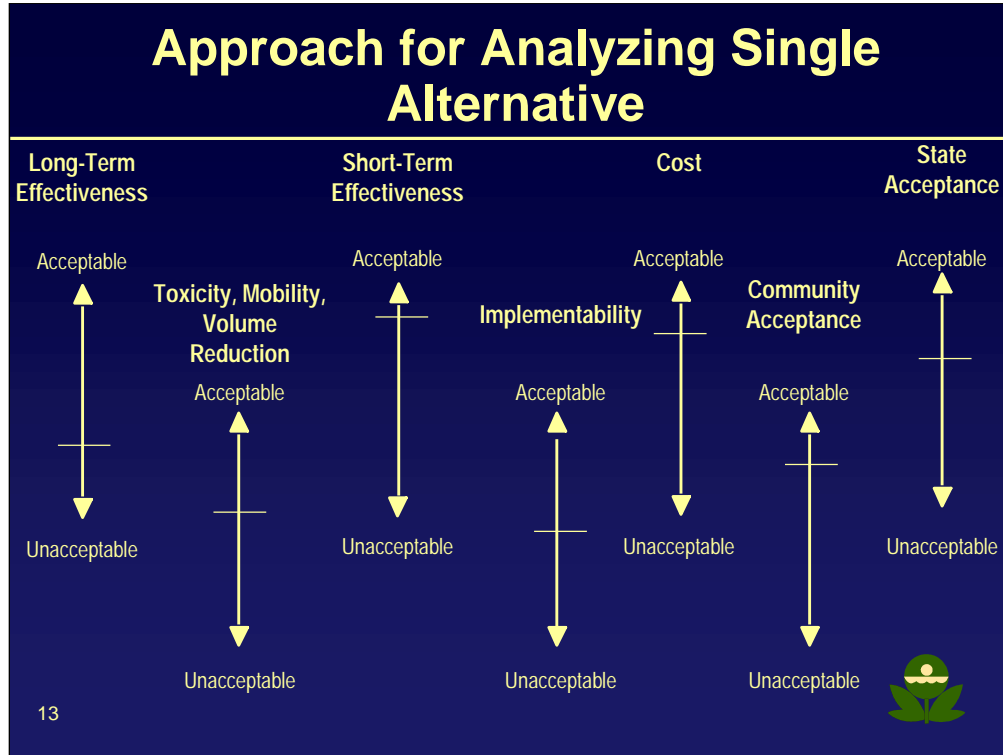 Approach for Analyzing Single
Alternative
Long-Term
Effectiveness
Acceptable
Unacceptable
Toxicity, Mobility,
Volume
Reduction
Acceptable
Unacceptable
Short-Term
Effectiveness
Acceptable
Unacceptable
Implementability
Acceptable
Unacceptable
Cost
Acceptable
Unacceptable
Community
Acceptance
Acceptable
Unacceptable
State
Acceptance
Acceptable
Unacceptable
13